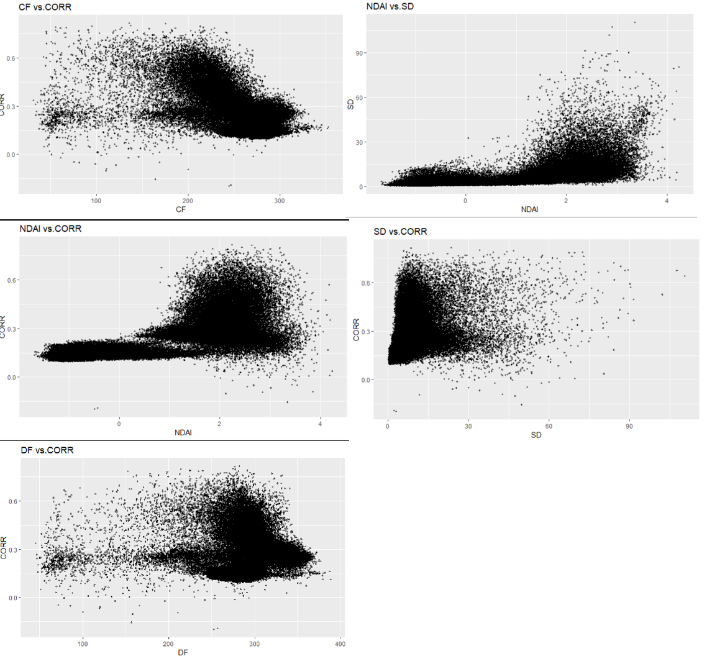 CF vs.CORR
0.6
0.3
0.0
CORR
100
200
300
CF
NDAI vs.SD
90
60
30
0
SD
0
2
4
NDAI
NDAI vs.CORR
0.6
0.3
0.0
CORR
0
2
4
NDAI
SD vs.CORR
0.6
0.3
0.0
CORR
0
30
60
90
SD
DF vs.CORR
0.6
0.3
0.0
CORR
100
200
300
400
DF